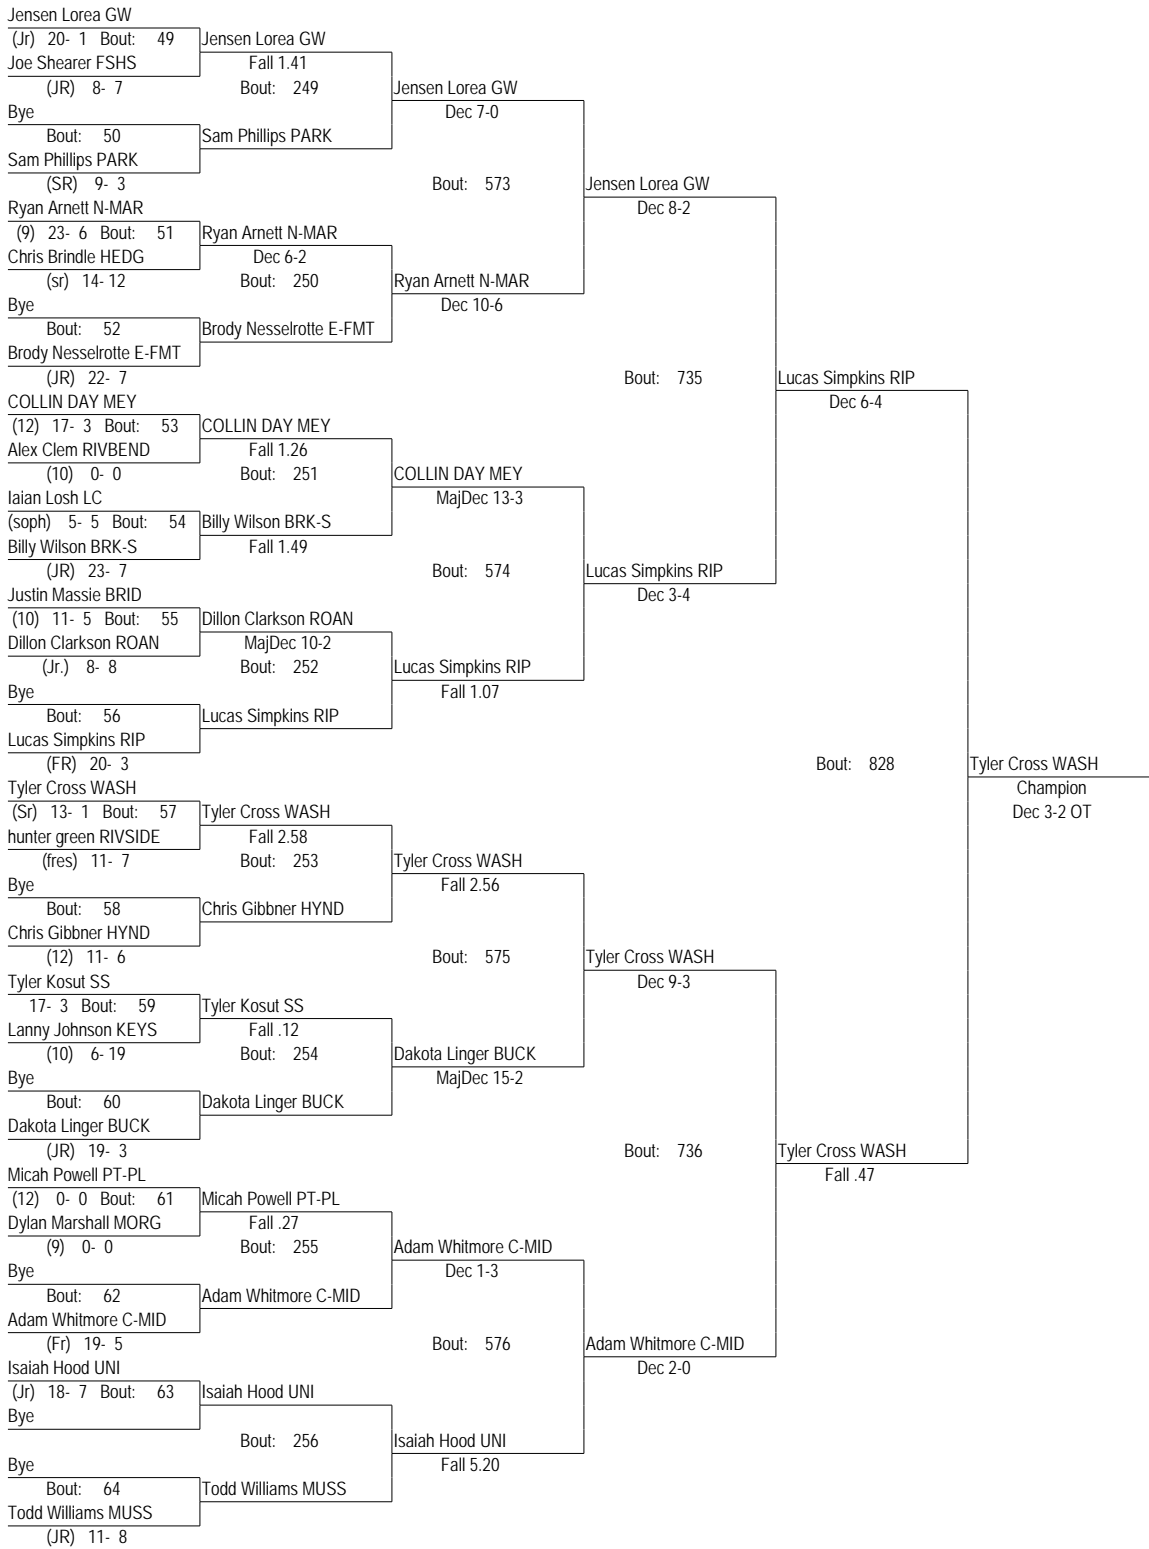 Jensen Lorea GW
(Jr) 20- 1 Bout: 49 Jensen Lorea GW
Joe Shearer FSHS Fall 1.41
(JR) 8- 7 Bout: 249 Jensen Lorea GW
Bye Dec 7-0
Bout: 50 Sam Phillips PARK
Sam Phillips PARK
(SR) 9- 3 Bout: 573 Jensen Lorea GW
Ryan Arnett N-MAR Dec 8-2
(9) 23- 6 Bout: 51 Ryan Arnett N-MAR
Chris Brindle HEDG Dec 6-2
(sr) 14- 12 Bout: 250 Ryan Arnett N-MAR
Bye Dec 10-6
Bout: 52 Brody Nesselrotte E-FMT
Brody Nesselrotte E-FMT
(JR) 22- 7 Bout: 735 Lucas Simpkins RIP
COLLIN DAY MEY Dec 6-4
(12) 17- 3 Bout: 53 COLLIN DAY MEY
Alex Clem RIVBEND Fall 1.26
(10) 0- 0 Bout: 251 COLLIN DAY MEY
Iaian Losh LC MajDec 13-3
(soph) 5- 5 Bout: 54 Billy Wilson BRK-S
Billy Wilson BRK-S Fall 1.49
(JR) 23- 7 Bout: 574 Lucas Simpkins RIP
Justin Massie BRID Dec 3-4
(10) 11- 5 Bout: 55 Dillon Clarkson ROAN
Dillon Clarkson ROAN MajDec 10-2
(Jr.) 8- 8 Bout: 252 Lucas Simpkins RIP
Bye Fall 1.07
Bout: 56 Lucas Simpkins RIP
Lucas Simpkins RIP
(FR) 20- 3 Bout: 828 Tyler Cross WASH
Tyler Cross WASH Champion
(Sr) 13- 1 Bout: 57 Tyler Cross WASH Dec 3-2 OT
hunter green RIVSIDE Fall 2.58
(fres) 11- 7 Bout: 253 Tyler Cross WASH
Bye Fall 2.56
Bout: 58 Chris Gibbner HYND
Chris Gibbner HYND
(12) 11- 6 Bout: 575 Tyler Cross WASH
Tyler Kosut SS Dec 9-3
17- 3 Bout: 59 Tyler Kosut SS
Lanny Johnson KEYS Fall .12
(10) 6- 19 Bout: 254 Dakota Linger BUCK
Bye MajDec 15-2
Bout: 60 Dakota Linger BUCK
Dakota Linger BUCK
(JR) 19- 3 Bout: 736 Tyler Cross WASH
Micah Powell PT-PL Fall .47
(12) 0- 0 Bout: 61 Micah Powell PT-PL
Dylan Marshall MORG Fall .27
(9) 0- 0 Bout: 255 Adam Whitmore C-MID
Bye Dec 1-3
Bout: 62 Adam Whitmore C-MID
Adam Whitmore C-MID
(Fr) 19- 5 Bout: 576 Adam Whitmore C-MID
Isaiah Hood UNI Dec 2-0
(Jr) 18- 7 Bout: 63 Isaiah Hood UNI
Bye
Bout: 256 Isaiah Hood UNI
Bye Fall 5.20
Bout: 64 Todd Williams MUSS
Todd Williams MUSS
(JR) 11- 8